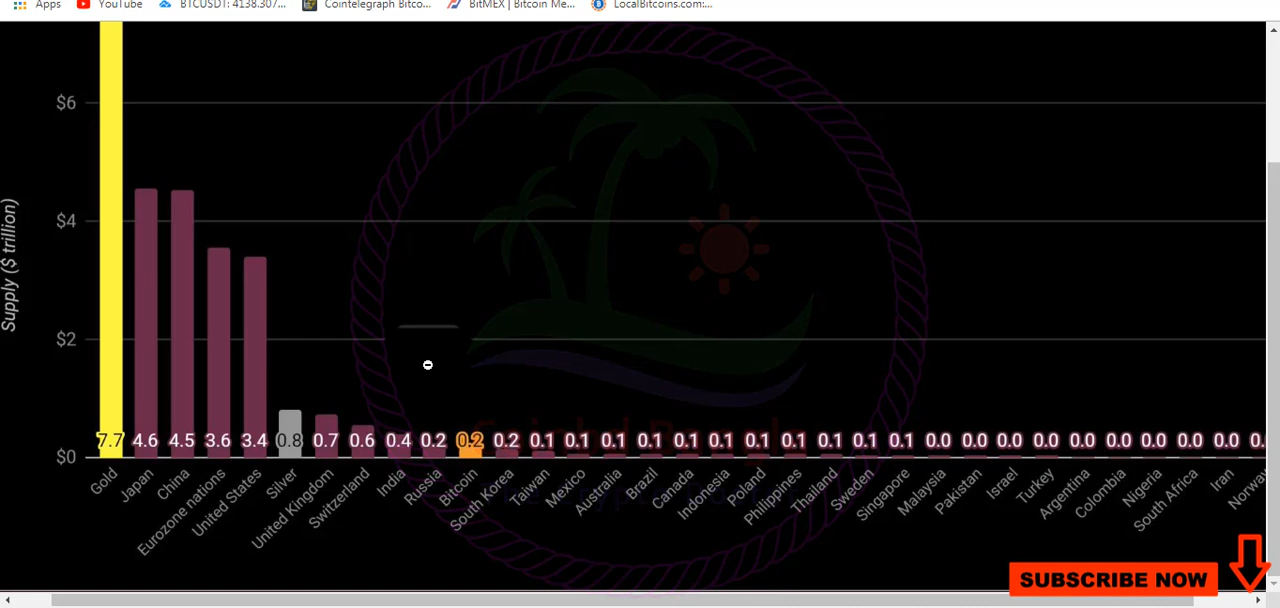 Apps YouTube BTCUSDT: 4138.307... Cointelegraph Bitco... BitMEX | Bitcoin Me... LocalBitcoins.com:...
Supply ($ trillion)
$6
$4
$2
$0
7.7 4.6 4.5 3.6 3.4 0.8 0.7 0.6 0.4 0.2 0.2 0.2 0.1 0.1 0.1 0.1 0.1 0.1 0.1 0.1 0.1 0.1 0.1 0.0 0.0 0.0 0.0 0.0 0.0 0.0 0.0 0.0
Gold Japan China Eurozone nations United States Silver United Kingdom Switzerland India Russia Bitcoin South Korea Taiwan Mexico Australia Brazil Canada Indonesia Poland Philippines Thailand Sweden Singapore Malaysia Pakistan Israel Turkey Argentina Colombia Nigeria South Africa Iran Norwa
SUBSCRIBE NOW